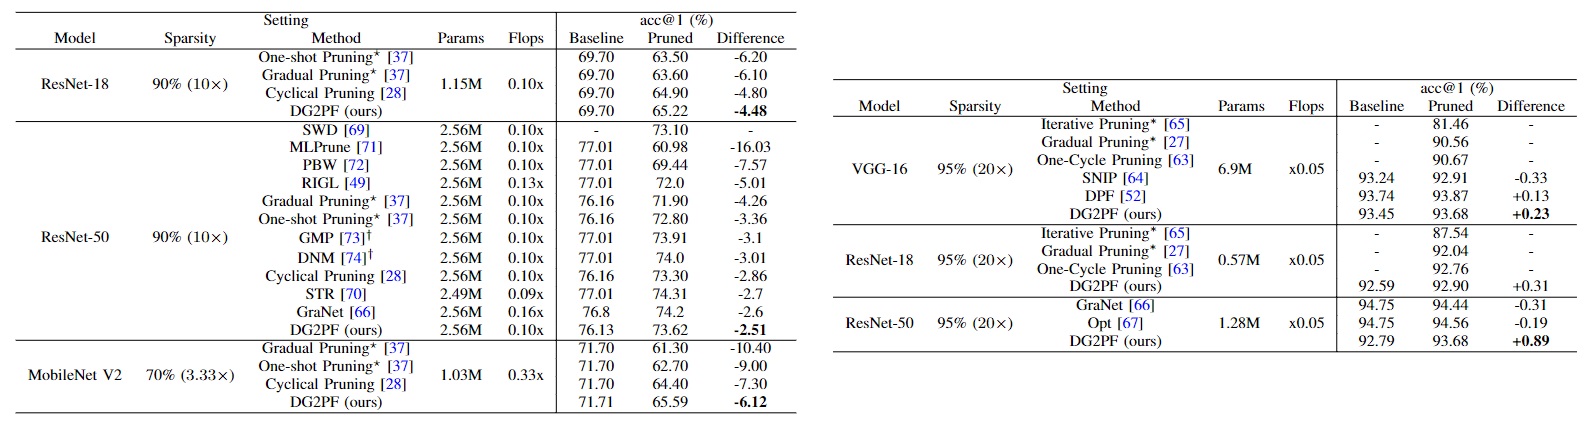 Setting acc@1 (%)
Model Sparsity Method Params Flops Baseline Pruned Difference
One-shot Pruning* [37] 69.70 63.50 -6.20
Gradual Pruning* [37] 69.70 63.60 -6.10
ResNet-18 90% (10×) 1.15M 0.10x
Cyclical Pruning [28] 69.70 64.90 -4.80
DG2PF (ours) 69.70 65.22 -4.48
SWD [69] 2.56M 0.10x - 73.10 -
MLPrune [71] 2.56M 0.10x 77.01 60.98 -16.03
PBW [72] 2.56M 0.10x 77.01 69.44 -7.57
RIGL [49] 2.56M 0.13x 77.01 72.0 -5.01
Gradual Pruning* [37] 2.56M 0.10x 76.16 71.90 -4.26
One-shot Pruning* [37] 2.56M 0.10x 76.16 72.80 -3.36
ResNet-50 90% (10×) GMP [73]† 2.56M 0.10x 77.01 73.91 -3.1
DNM [74]† 2.56M 0.10x 77.01 74.0 -3.01
Cyclical Pruning [28] 2.56M 0.10x 76.16 73.30 -2.86
STR [70] 2.49M 0.09x 77.01 74.31 -2.7
GraNet [66] 2.56M 0.16x 76.8 74.2 -2.6
DG2PF (ours) 2.56M 0.10x 76.13 73.62 -2.51
Gradual Pruning* [37] 71.70 61.30 -10.40
One-shot Pruning* [37] 71.70 62.70 -9.00
MobileNet V2 70% (3.33×) 1.03M 0.33x
Cyclical Pruning [28] 71.70 64.40 -7.30
DG2PF (ours) 71.71 65.59 -6.12
Setting acc@1 (%)
Model Sparsity Method Params Flops Baseline Pruned Difference
Iterative Pruning* [65] - 81.46 -
Gradual Pruning* [27] - 90.56 -
One-Cycle Pruning [63] - 90.67 -
VGG-16 95% (20×) 6.9M x0.05
SNIP [64] 93.24 92.91 -0.33
DPF [52] 93.74 93.87 +0.13
DG2PF (ours) 93.45 93.68 +0.23
Iterative Pruning* [65] - 87.54 -
Gradual Pruning* [27] - 92.04 -
ResNet-18 95% (20×) 0.57M x0.05
One-Cycle Pruning [63] - 92.76 -
DG2PF (ours) 92.59 92.90 +0.31
GraNet [66] 94.75 94.44 -0.31
ResNet-50 95% (20×) Opt [67] 1.28M x0.05 94.75 94.56 -0.19
DG2PF (ours) 92.79 93.68 +0.89